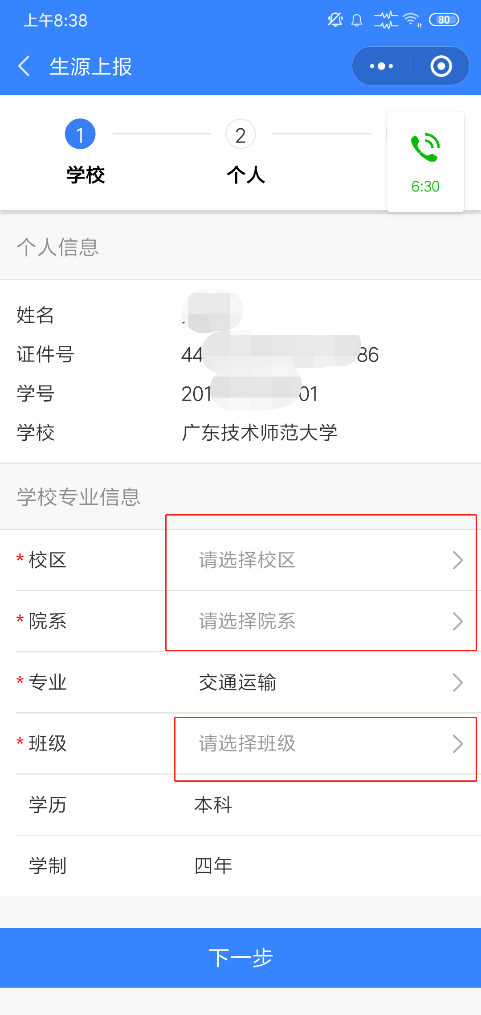 上午8:38
80
生源上报
1
2
学校
个人
6:30
个人信息
姓名
证件号 44 86
学号 201 01
学校 广东技术师范大学
学校专业信息
* 校区 请选择校区
* 院系 请选择院系
* 专业 交通运输
* 班级 请选择班级
学历 本科
学制 四年
下一步